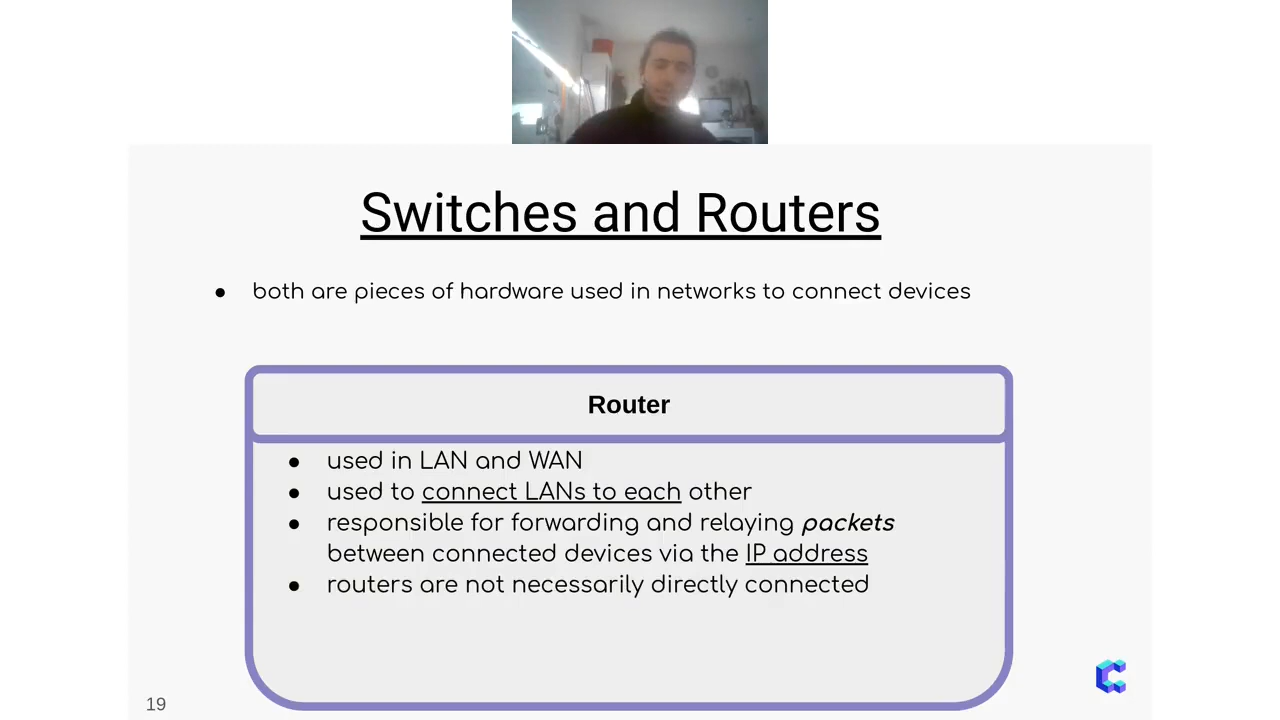 Switches and Routers
● both are pieces of hardware used in networks to connect devices
Router
● used in LAN and WAN
● used to connect LANs to each other
● responsible for forwarding and relaying packets
between connected devices via the IP address
● routers are not necessarily directly connected
19